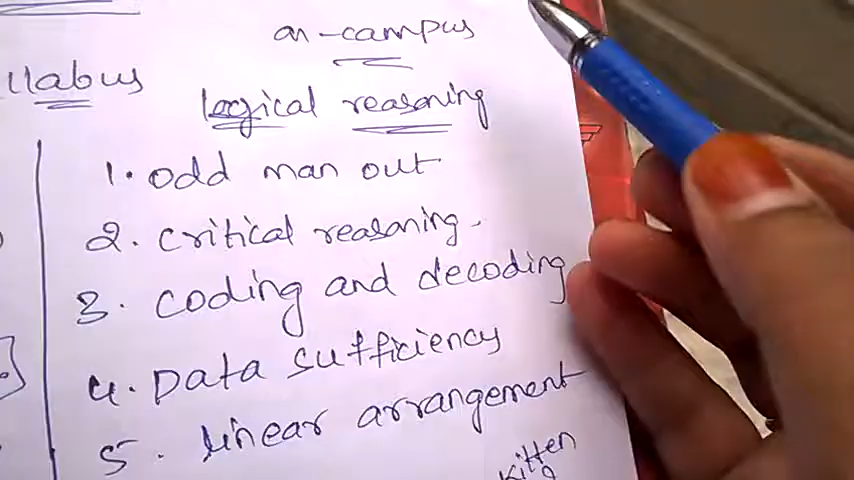 on-campus
llabus
logical reasoning
1. odd man out
2. critical reasoning.
3. coding and decoding
4. Data sufficiency
5. linear arrangement
kitten